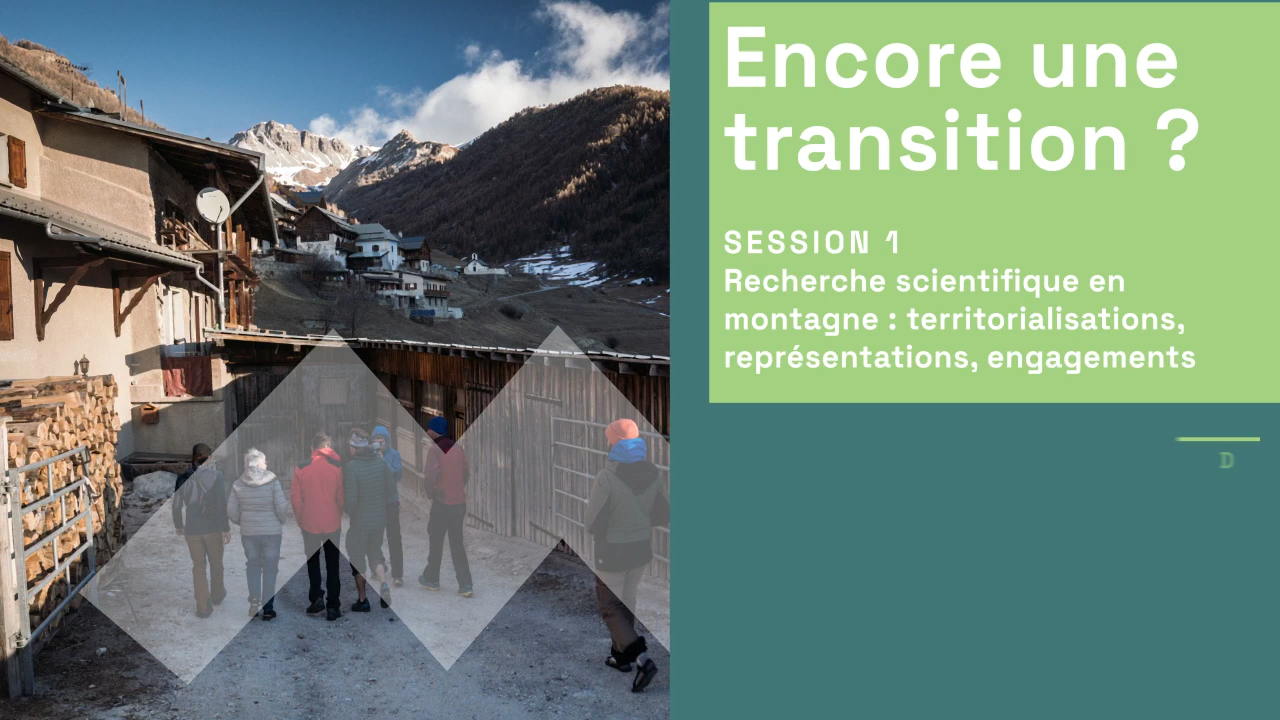 Encore une
transition ?
SESSION 1
Recherche scientifique en
montagne : territorialisations,
représentations, engagements
D